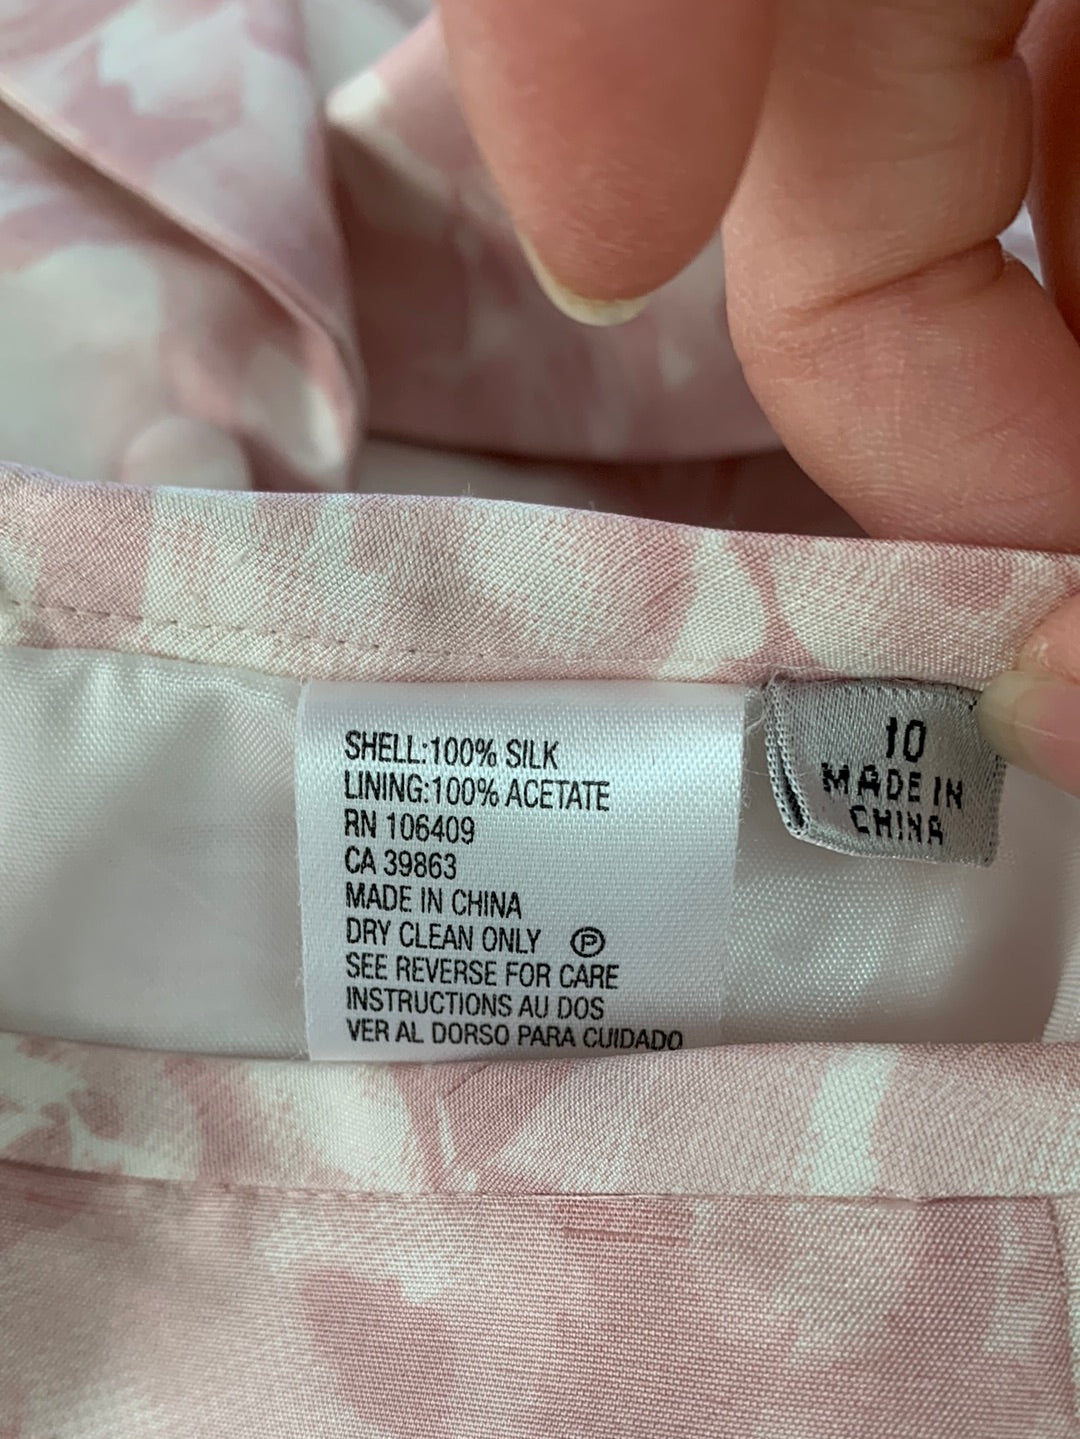 SHELL:100% SILK
LINING:100% ACETATE
RN 106409
CA 39863
MADE IN CHINA
DRY CLEAN ONLY Ⓟ
SEE REVERSE FOR CARE
INSTRUCTIONS AU DOS
VER AL DORSO PARA CUIDADO
10
MADE IN
CHINA